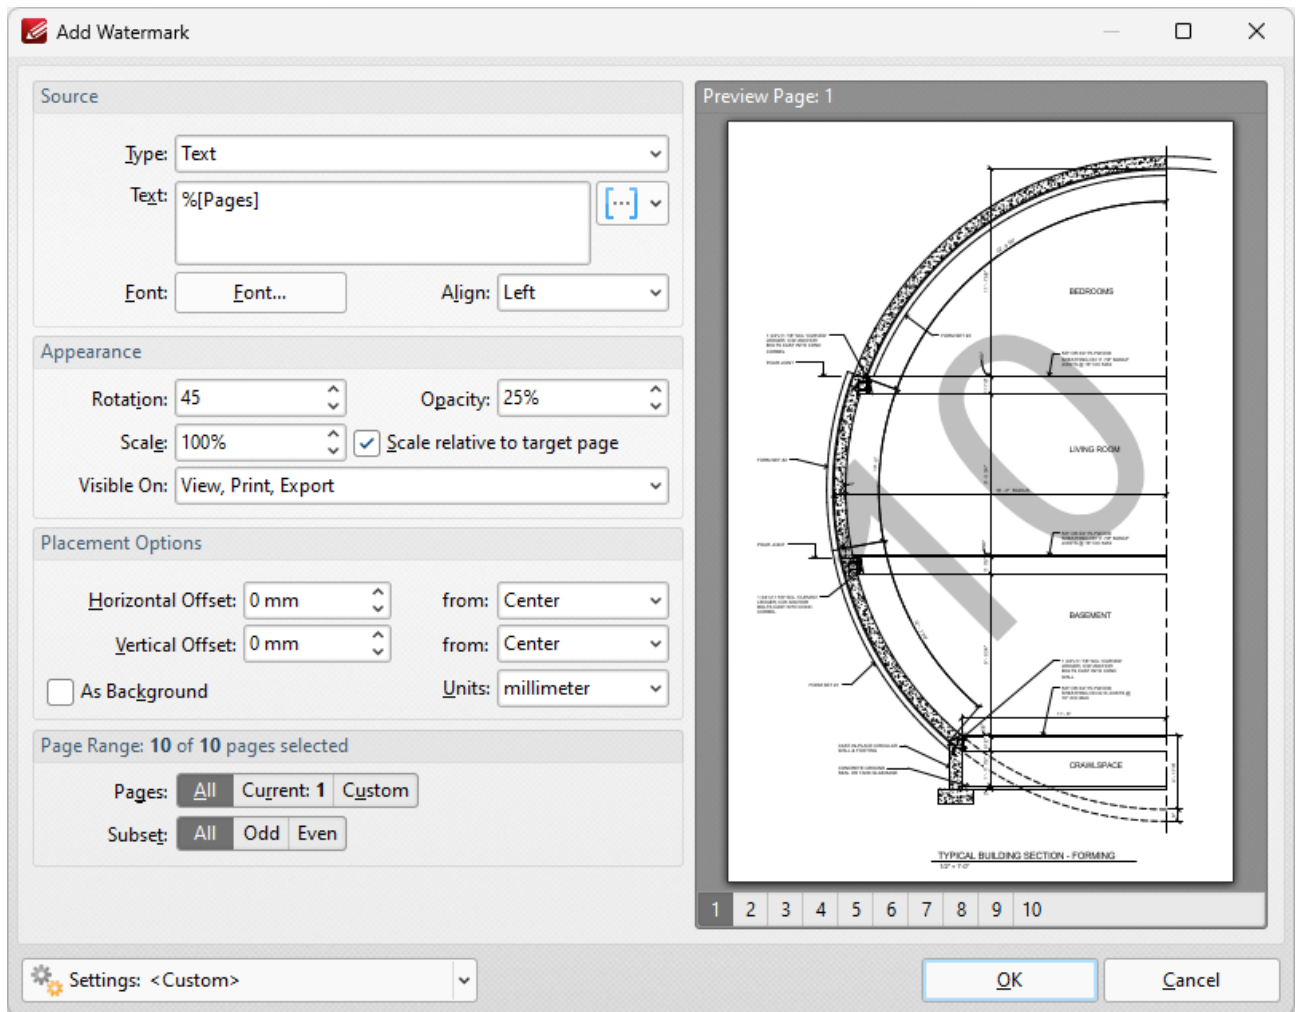 Add Watermark
Source
Type: Text
Text: %[Pages]
Font: Font... Align: Left
Appearance
Rotation: 45 Opacity: 25%
Scale: 100% Scale relative to target page
Visible On: View, Print, Export
Placement Options
Horizontal Offset: 0 mm from: Center
Vertical Offset: 0 mm from: Center
As Background Units: millimeter
Page Range: 10 of 10 pages selected
Pages: All Current: 1 Custom
Subset: All Odd Even
Preview Page: 1
BEDROOMS
LIVING ROOM
10
BASEMENT
CRAWLSPACE
TYPICAL BUILDING SECTION - FORMING
1 2 3 4 5 6 7 8 9 10
Settings: <Custom>
OK Cancel